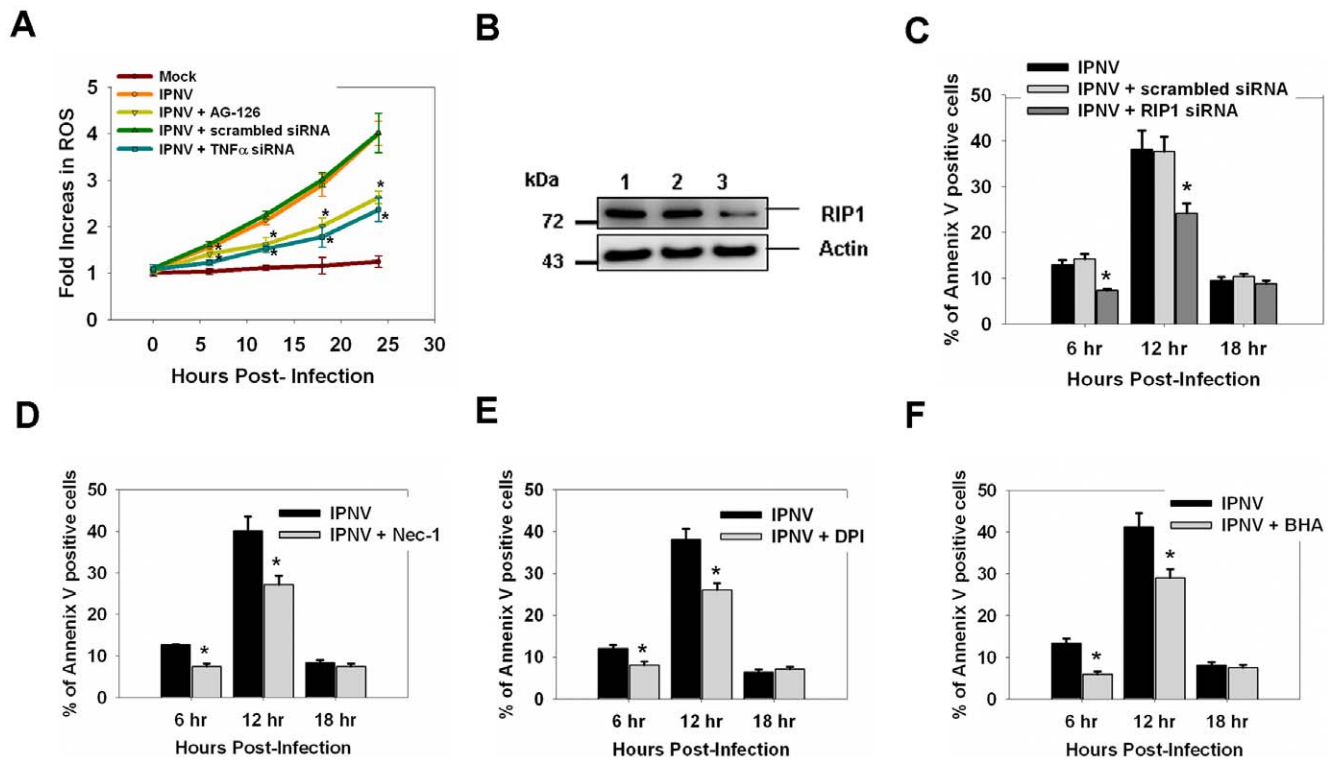 A
Mock
IPNV
IPNV + AG-126
IPNV + scrambled siRNA
IPNV + TNFα siRNA
Fold Increas in ROS
5
4
3
2
1
0
* * * *
* * * *
0 5 10 15 20 25 30
Hours Post- Infection
B
kDa
1 2 3
72
RIP1
43
Actin
C
IPNV
IPNV + scrambled siRNA
IPNV + RIP1 siRNA
% of Annenix V positive cells
50
40
30
20
10
0
*
*
6 hr 12 hr 18 hr
Hours Post-Infection
D
IPNV
IPNV + Nec-1
% of Annenix V positive cells
50
40
30
20
10
0
*
*
6 hr 12 hr 18 hr
Hours Post-Infection
E
IPNV
IPNV + DPI
% of Annenix V positive cells
50
40
30
20
10
0
*
*
6 hr 12 hr 18 hr
Hours Post-Infection
F
IPNV
IPNV + BHA
% of Annenix V positive cells
50
40
30
20
10
0
*
*
6 hr 12 hr 18 hr
Hours Post-Infection